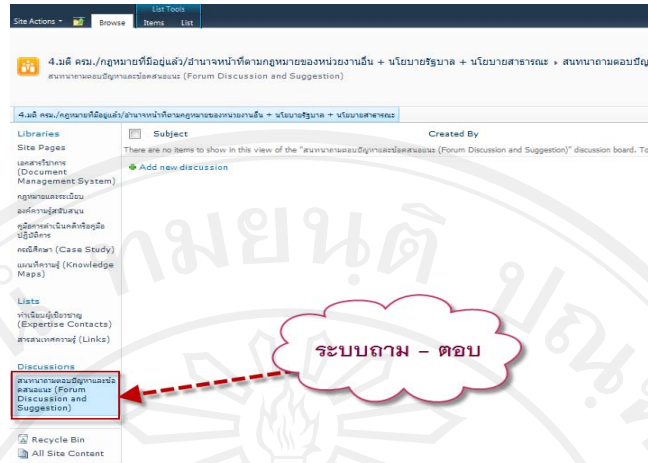 List Tools
Site Actions
Browse
Items
List
4.มติ ครม./กฎหมายที่มีอยู่แล้ว/อำนาจหน้าที่ตามกฎหมายของหน่วยงานอื่น + นโยบายรัฐบาล + นโยบายสาธารณะ ▸ สนทนาถามตอบปัญ
สนทนาถามตอบปัญหาและข้อเสนอแนะ (Forum Discussion and Suggestion)
4.มติ ครม./กฎหมายที่มีอยู่แล้ว/อำนาจหน้าที่ตามกฎหมายของหน่วยงานอื่น + นโยบายรัฐบาล + นโยบายสาธารณะ
Libraries
Site Pages
เอกสารวิชาการ
(Document
Management System)
กฎหมายและระเบียบ
องค์ความรู้สนับสนุน
คู่มือการดำเนินคดีหรือคู่มือ
ปฏิบัติการ
กรณีศึกษา (Case Study)
แผนที่ความรู้ (Knowledge
Maps)
Lists
ทำเนียบผู้เชี่ยวชาญ
(Expertise Contacts)
สารสนเทศความรู้ (Links)
Discussions
สนทนาถามตอบปัญหาและข้อ
เสนอแนะ (Forum
Discussion and
Suggestion)
Recycle Bin
All Site Content
Subject
Created By
There are no items to show in this view of the "สนทนาถามตอบปัญหาและข้อเสนอแนะ (Forum Discussion and Suggestion)" discussion board. To
Add new discussion
ระบบถาม – ตอบ